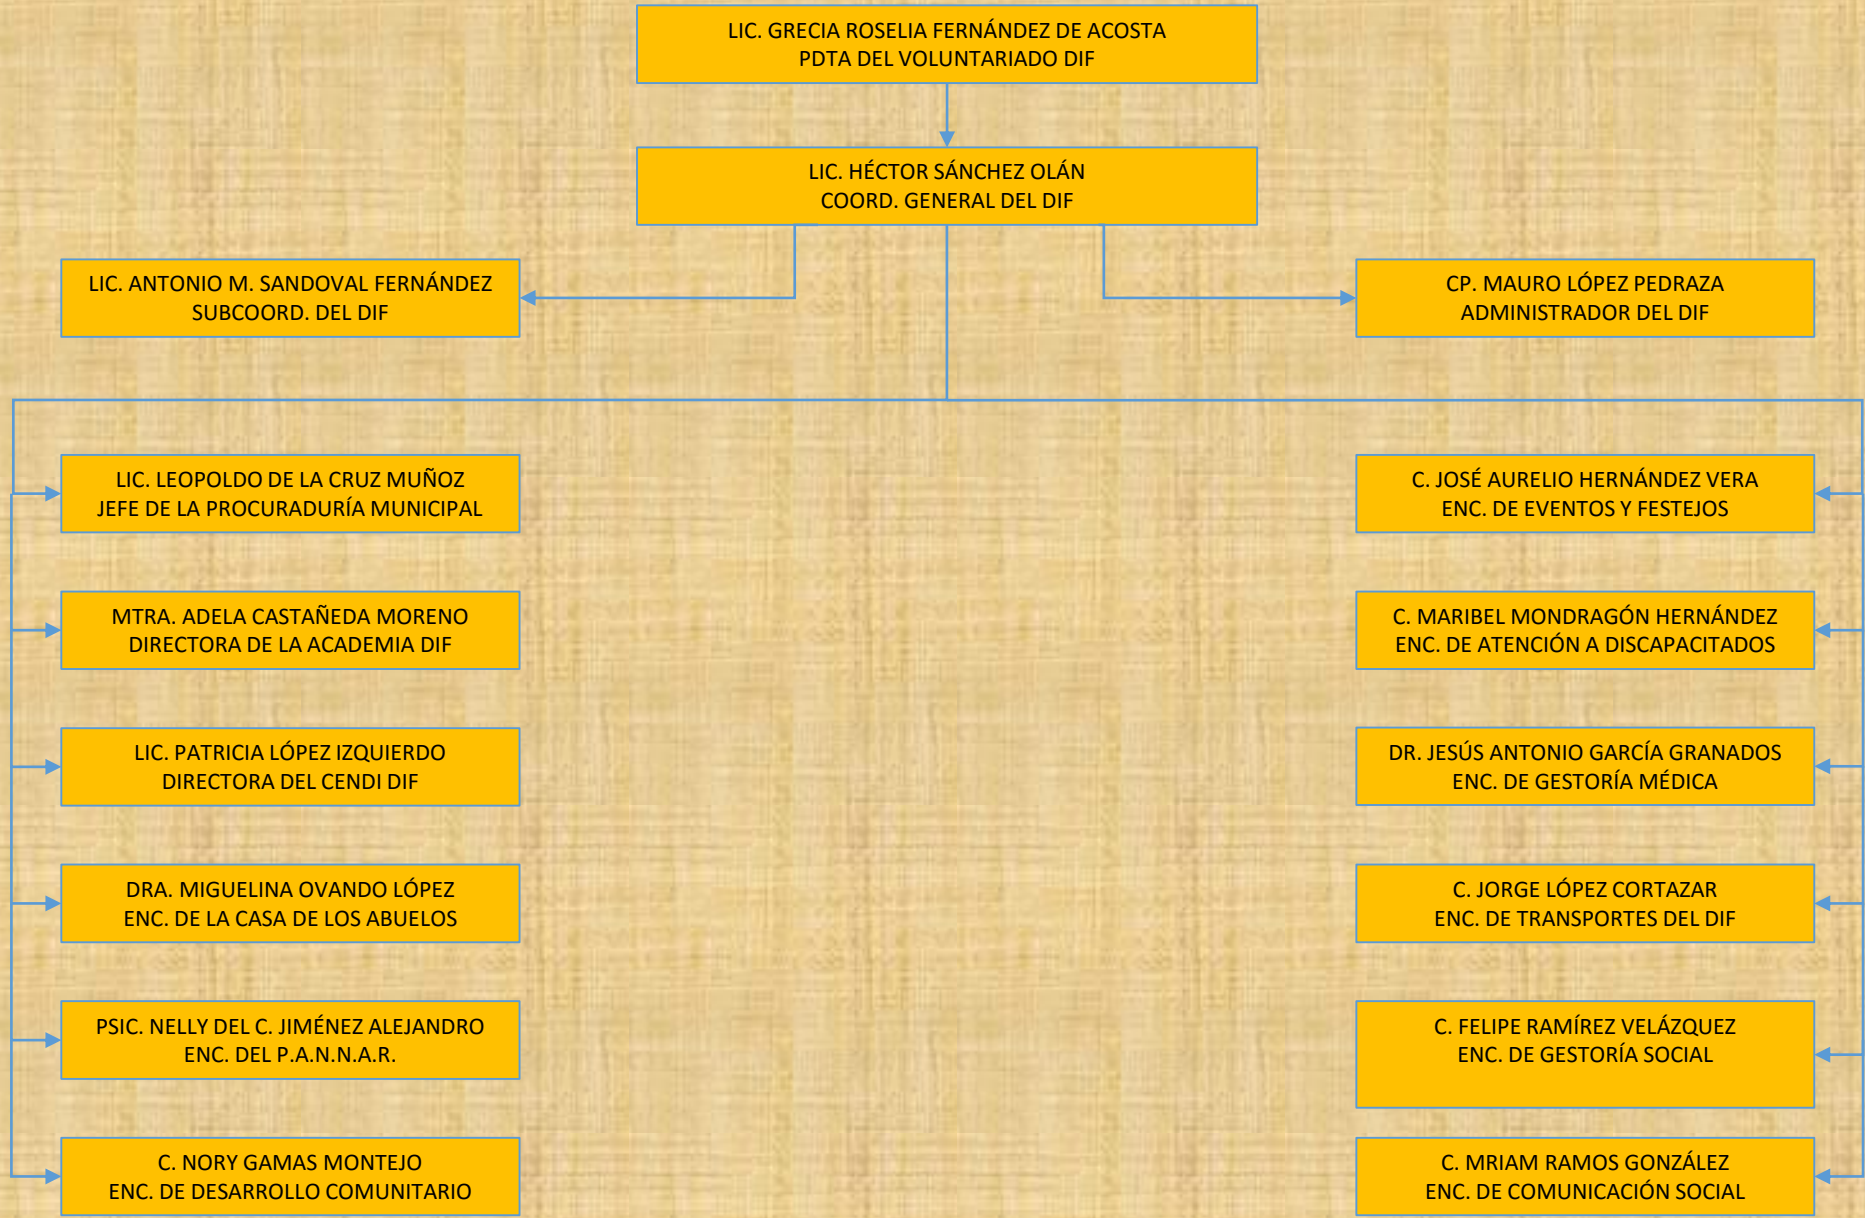 LIC. GRECIA ROSELIA FERNÁNDEZ DE ACOSTA
PDTA DEL VOLUNTARIADO DIF
LIC. HÉCTOR SÁNCHEZ OLÁN
COORD. GENERAL DEL DIF
LIC. ANTONIO M. SANDOVAL FERNÁNDEZ
SUBCOORD. DEL DIF
CP. MAURO LÓPEZ PEDRAZA
ADMINISTRADOR DEL DIF
LIC. LEOPOLDO DE LA CRUZ MUÑOZ
JEFE DE LA PROCURADURÍA MUNICIPAL
MTRA. ADELA CASTAÑEDA MORENO
DIRECTORA DE LA ACADEMIA DIF
LIC. PATRICIA LÓPEZ IZQUIERDO
DIRECTORA DEL CENDI DIF
DRA. MIGUELINA OVANDO LÓPEZ
ENC. DE LA CASA DE LOS ABUELOS
PSIC. NELLY DEL C. JIMÉNEZ ALEJANDRO
ENC. DEL P.A.N.N.A.R.
C. NORY GAMAS MONTEJO
ENC. DE DESARROLLO COMUNITARIO
C. JOSÉ AURELIO HERNÁNDEZ VERA
ENC. DE EVENTOS Y FESTEJOS
C. MARIBEL MONDRAGÓN HERNÁNDEZ
ENC. DE ATENCIÓN A DISCAPACITADOS
DR. JESÚS ANTONIO GARCÍA GRANADOS
ENC. DE GESTORÍA MÉDICA
C. JORGE LÓPEZ CORTAZAR
ENC. DE TRANSPORTES DEL DIF
C. FELIPE RAMÍREZ VELÁZQUEZ
ENC. DE GESTORÍA SOCIAL
C. MRIAM RAMOS GONZÁLEZ
ENC. DE COMUNICACIÓN SOCIAL